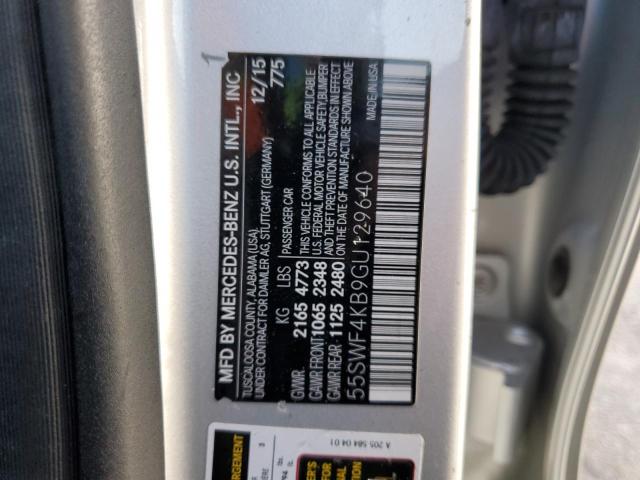 1
MFD BY MERCEDES-BENZ U.S. INTL., INC
TUSCALOOSA COUNTY, ALABAMA (USA)
UNDER CONTRACT FOR DAIMLER AG, STUTTGART (GERMANY)
12/15
775
KG LBS PASSENGER CAR
GVWR 2165 4773
GAWR FRONT 1065 2348
GAWR REAR 1125 2480
THIS VEHICLE CONFORMS TO ALL APPLICABLE
U.S. FEDERAL MOTOR VEHICLE SAFETY, BUMPER
AND THEFT PREVENTION STANDARDS IN EFFECT
ON THE DATE OF MANUFACTURE SHOWN ABOVE
MADE IN USA
55SWF4KB9GU129640
A 205 584 04 01